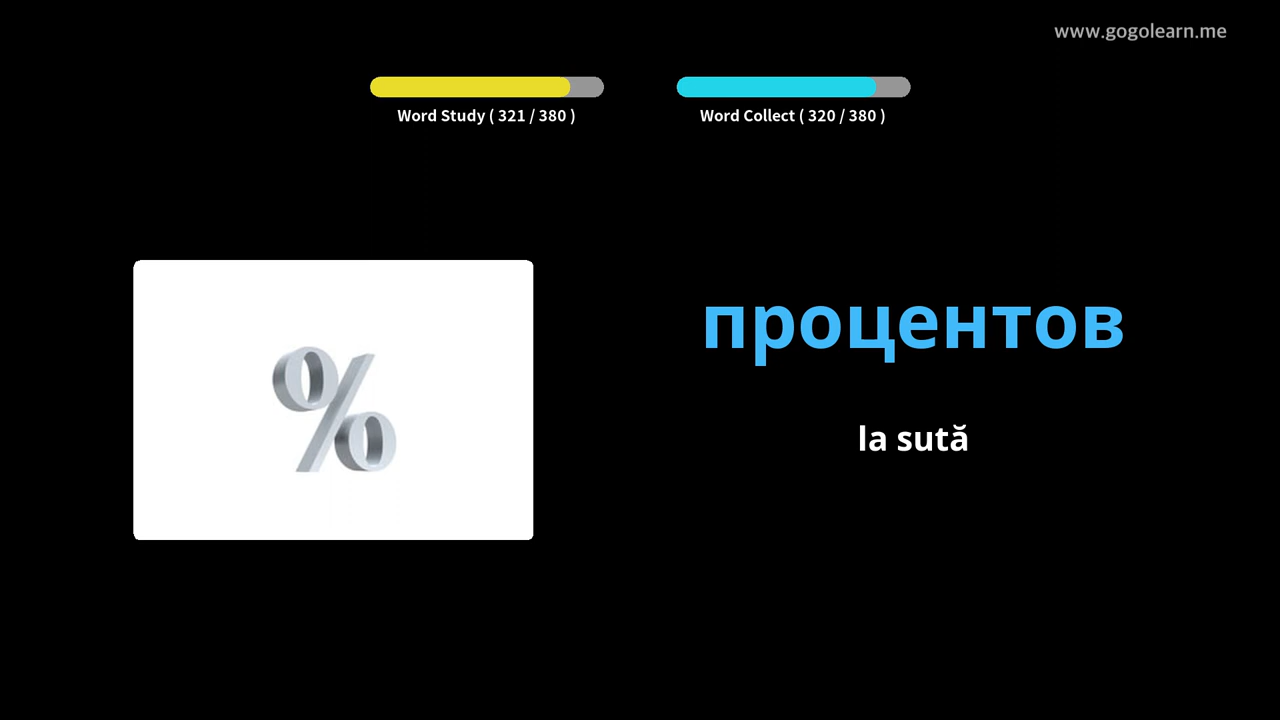 www.gogolearn.me
Word Study ( 321 / 380 )
Word Collect ( 320 / 380 )
%
процентов
la sută